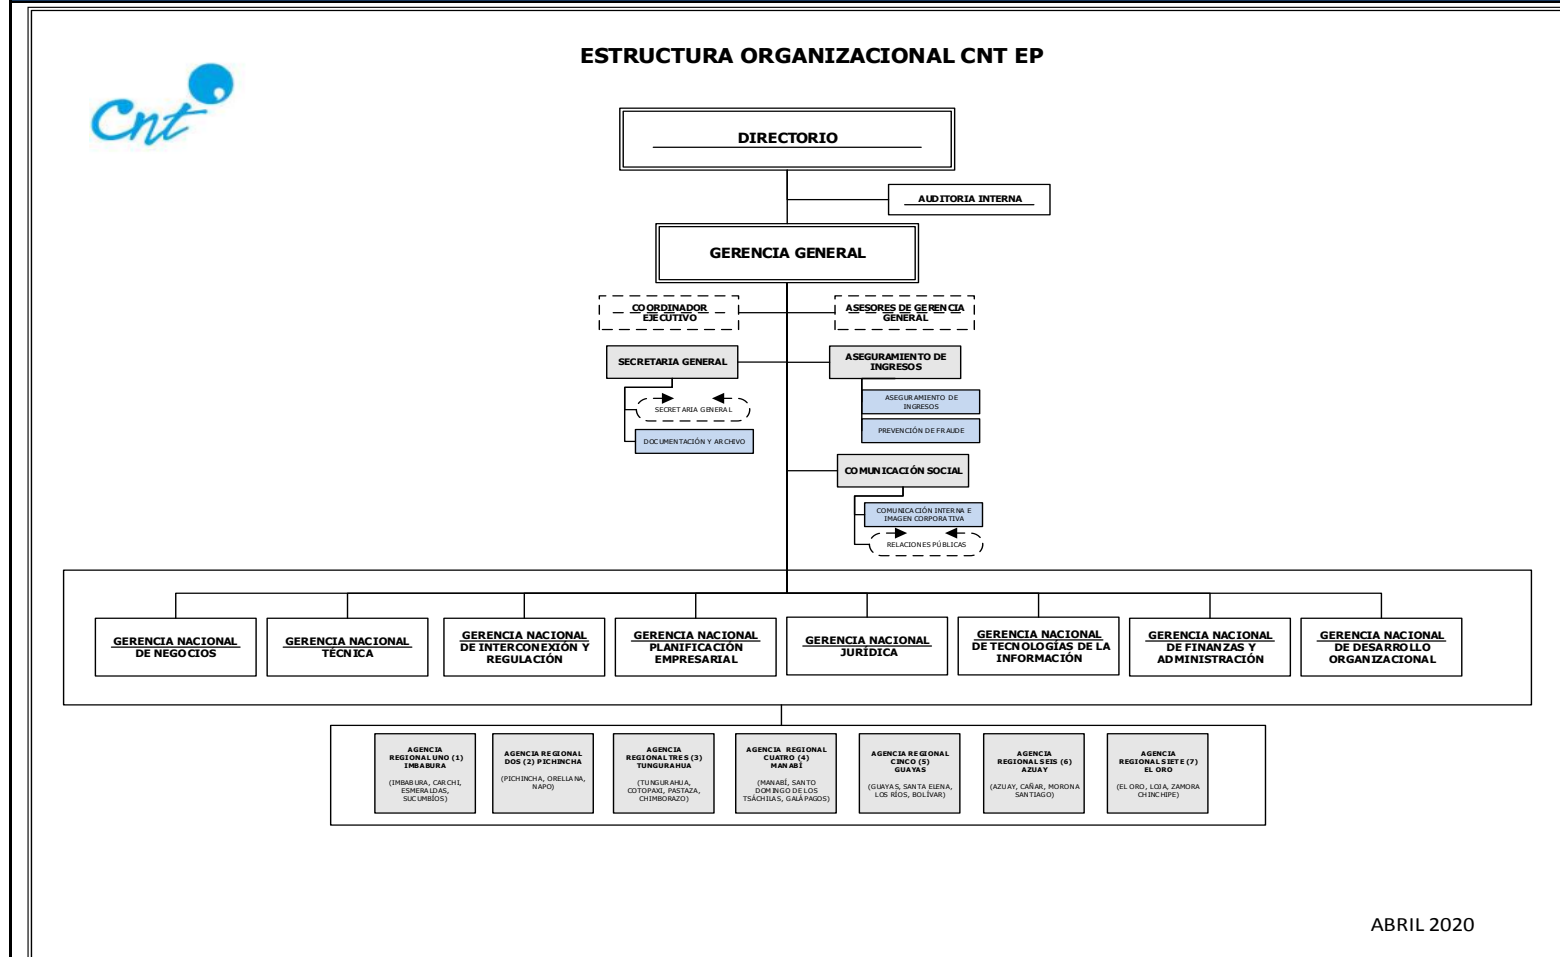 ESTRUCTURA ORGANIZACIONAL CNT EP
Cnt
DIRECTORIO
AUDITORIA INTERNA
GERENCIA GENERAL
COORDINADOR
EJECUTIVO
ASESORES DE GERENCIA
GENERAL
SECRETARIA GENERAL
ASEGURAMIENTO DE
INGRESOS
SECRETARIA GENERAL
DOCUMENTACIÓN Y ARCHIVO
ASEGURAMIENTO DE
INGRESOS
PREVENCIÓN DE FRAUDE
COMUNICACIÓN SOCIAL
COMUNICACIÓN INTERNA E
IMAGEN CORPORATIVA
RELACIONES PÚBLICAS
GERENCIA NACIONAL
DE NEGOCIOS
GERENCIA NACIONAL
TÉCNICA
GERENCIA NACIONAL
DE INTERCONEXIÓN Y
REGULACIÓN
GERENCIA NACIONAL
PLANIFICACIÓN
EMPRESARIAL
GERENCIA NACIONAL
JURÍDICA
GERENCIA NACIONAL
DE TECNOLOGÍAS DE LA
INFORMACIÓN
GERENCIA NACIONAL
DE FINANZAS Y
ADMINISTRACIÓN
GERENCIA NACIONAL
DE DESARROLLO
ORGANIZACIONAL
AGENCIA
REGIONAL UNO (1)
IMBABURA
(IMBABURA, CARCHI,
ESMERALDAS,
SUCUMBÍOS)
AGENCIA REGIONAL
DOS (2) PICHINCHA
(PICHINCHA, ORELLANA,
NAPO)
AGENCIA
REGIONAL TRES (3)
TUNGURAHUA
(TUNGURAHUA,
COTOPAXI, PASTAZA,
CHIMBORAZO)
AGENCIA REGIONAL
CUATRO (4)
MANABÍ
(MANABÍ, SANTO
DOMINGO DE LOS
TSÁCHILAS, GALÁPAGOS)
AGENCIA REGIONAL
CINCO (5)
GUAYAS
(GUAYAS, SANTA ELENA,
LOS RÍOS, BOLÍVAR)
AGENCIA
REGIONAL SEIS (6)
AZUAY
(AZUAY, CAÑAR, MORONA
SANTIAGO)
AGENCIA
REGIONAL SIETE (7)
EL ORO
(EL ORO, LOJA, ZAMORA
CHINCHIPE)
ABRIL 2020